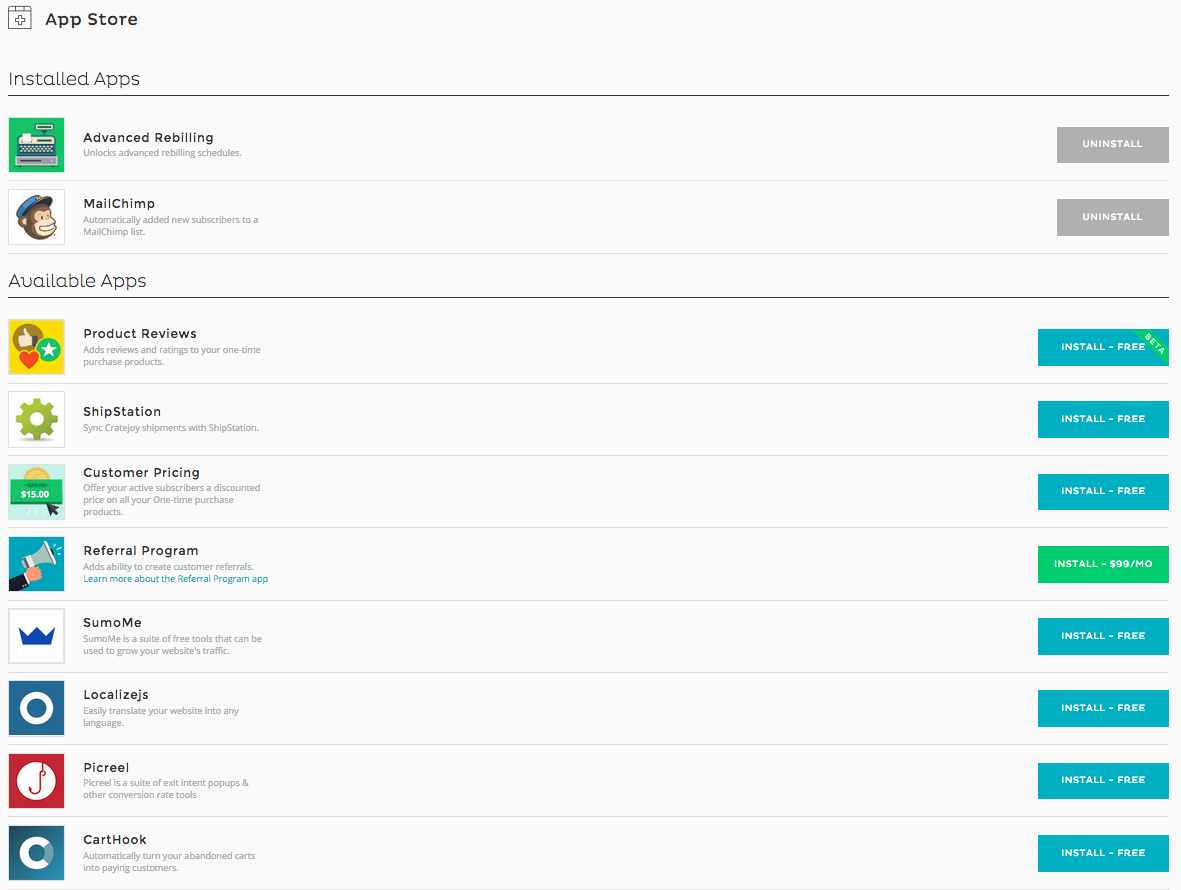 App Store
Installed Apps
Advanced Rebilling
Unlocks advanced rebilling schedules.
UNINSTALL
MailChimp
Automatically added new subscribers to a
MailChimp list.
UNINSTALL
Available Apps
Product Reviews
Adds reviews and ratings to your one-time
purchase products.
INSTALL - FREE
BETA
ShipStation
Sync Cratejoy shipments with ShipStation.
INSTALL - FREE
$15.00
Customer Pricing
Offer your active subscribers a discounted
price on all your One-time purchase
products.
INSTALL - FREE
Referral Program
Adds ability to create customer referrals.
Learn more about the Referral Program app
INSTALL - $99/MO
SumoMe
SumoMe is a suite of free tools that can be
used to grow your website's traffic.
INSTALL - FREE
Localizejs
Easily translate your website into any
language.
INSTALL - FREE
Picreel
Picreel is a suite of exit intent popups &
other conversion rate tools
INSTALL - FREE
CartHook
Automatically turn your abandoned carts
into paying customers.
INSTALL - FREE